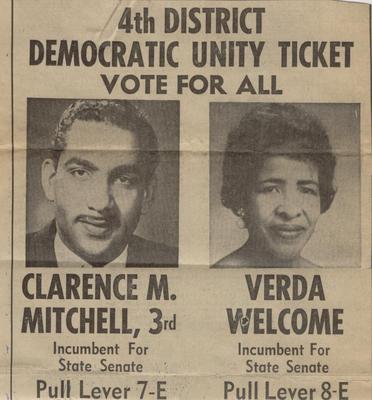 4th DISTRICT
DEMOCRATIC UNITY TICKET
VOTE FOR ALL
CLARENCE M.
MITCHELL, 3rd
Incumbent For
State Senate
Pull Lever 7-E
VERDA
WELCOME
Incumbent For
State Senate
Pull Lever 8-E